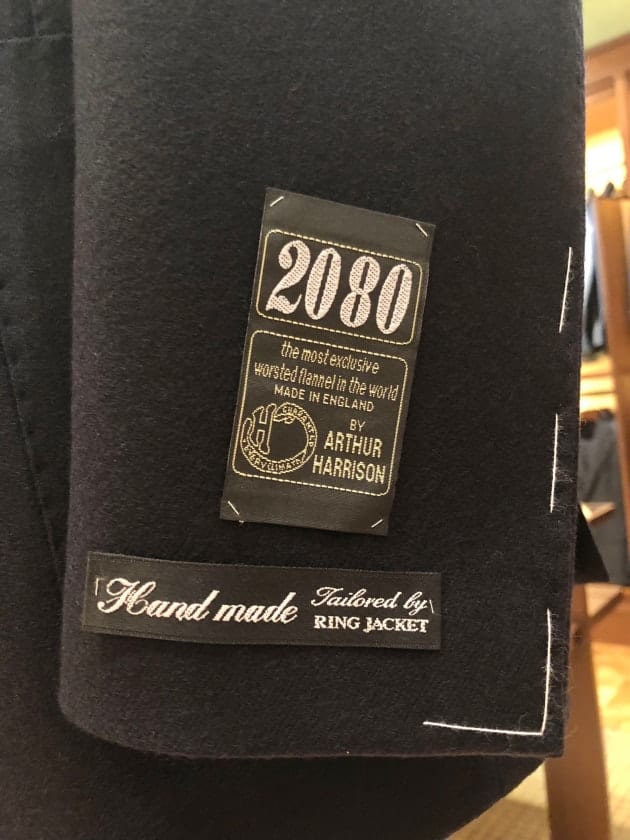 2080
the most exclusive
worsted flannel in the world
MADE IN ENGLAND
BY
ARTHUR
HARRISON
H
Hand made
Tailored by
RING JACKET